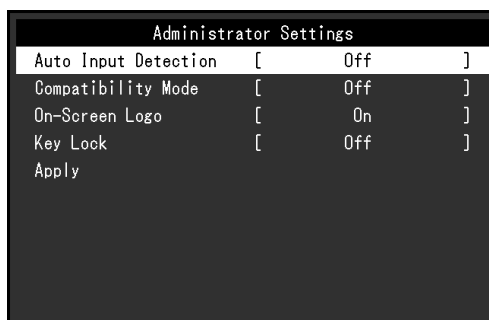 Administrator Settings
Auto Input Detection [ Off ]
Compatibility Mode [ Off ]
On-Screen Logo [ On ]
Key Lock [ Off ]
Apply